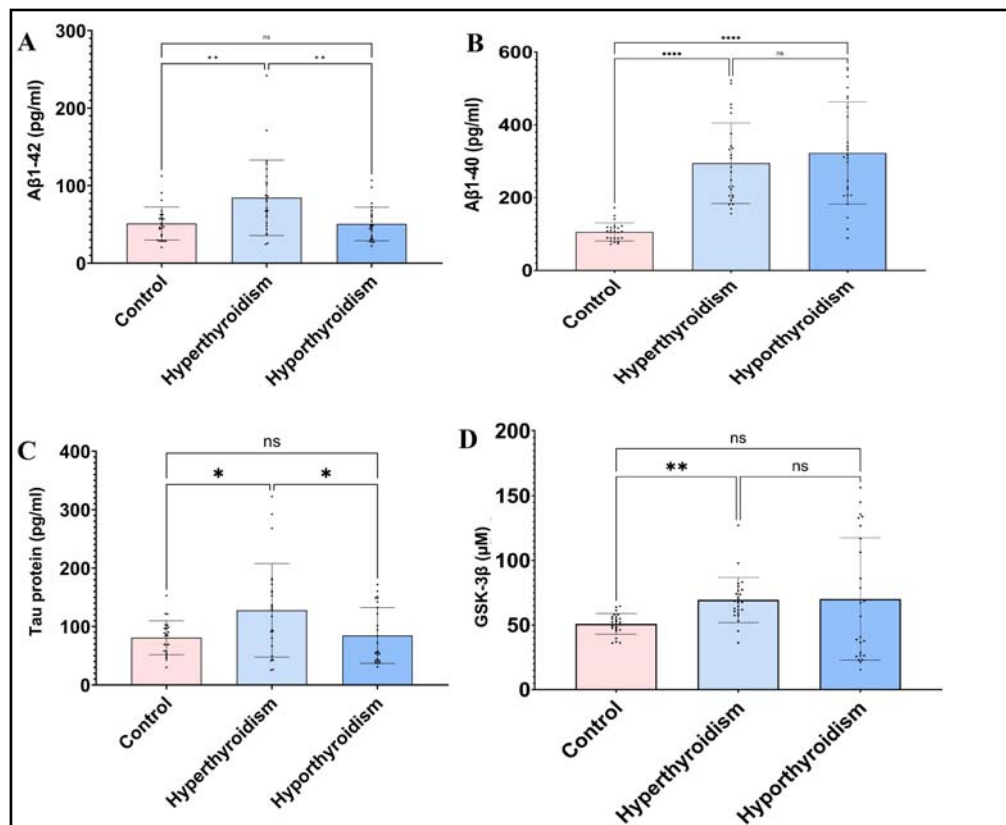 A
Aβ1-42 (pg/ml)
300
200
100
0
ns
**
**
Control
Hyperthyroidism
Hyporthyroidism
B
Aβ1-40 (pg/ml)
600
400
200
0
****
****
ns
Control
Hyperthyroidism
Hyporthyroidism
C
Tau protein (pg/ml)
400
300
200
100
0
ns
*
*
Control
Hyperthyroidism
Hyporthyroidism
D
GSK-3β (µM)
200
150
100
50
0
ns
**
ns
Control
Hyperthyroidism
Hyporthyroidism